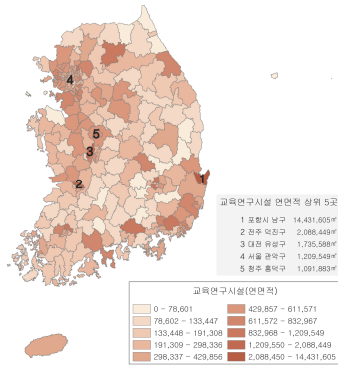 4
5
3
2
1
교육연구시설 연면적 상위 5곳
1 포항시 남구 14,431,605㎡
2 전주 덕진구 2,088,449㎡
3 대전 유성구 1,735,588㎡
4 서울 관악구 1,209,549㎡
5 청주 흥덕구 1,091,883㎡
교육연구시설(연면적)
0 - 78,601 429,857 - 611,571
78,602 - 133,447 611,572 - 832,967
133,448 - 191,308 832,968 - 1,209,549
191,309 - 298,336 1,209,550 - 2,088,449
298,337 - 429,856 2,088,450 - 14,431,605